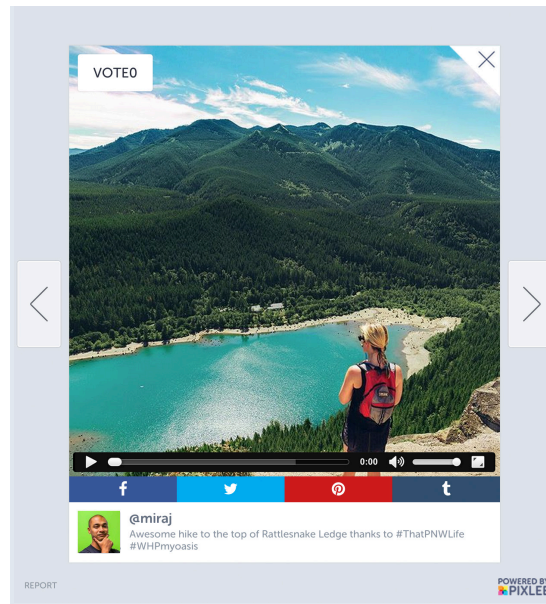 VOTE0
0:00
@miraj
Awesome hike to the top of Rattlesnake Ledge thanks to #ThatPNWLife
#WHPmyoasis
REPORT
POWERED BY
PIXLEE